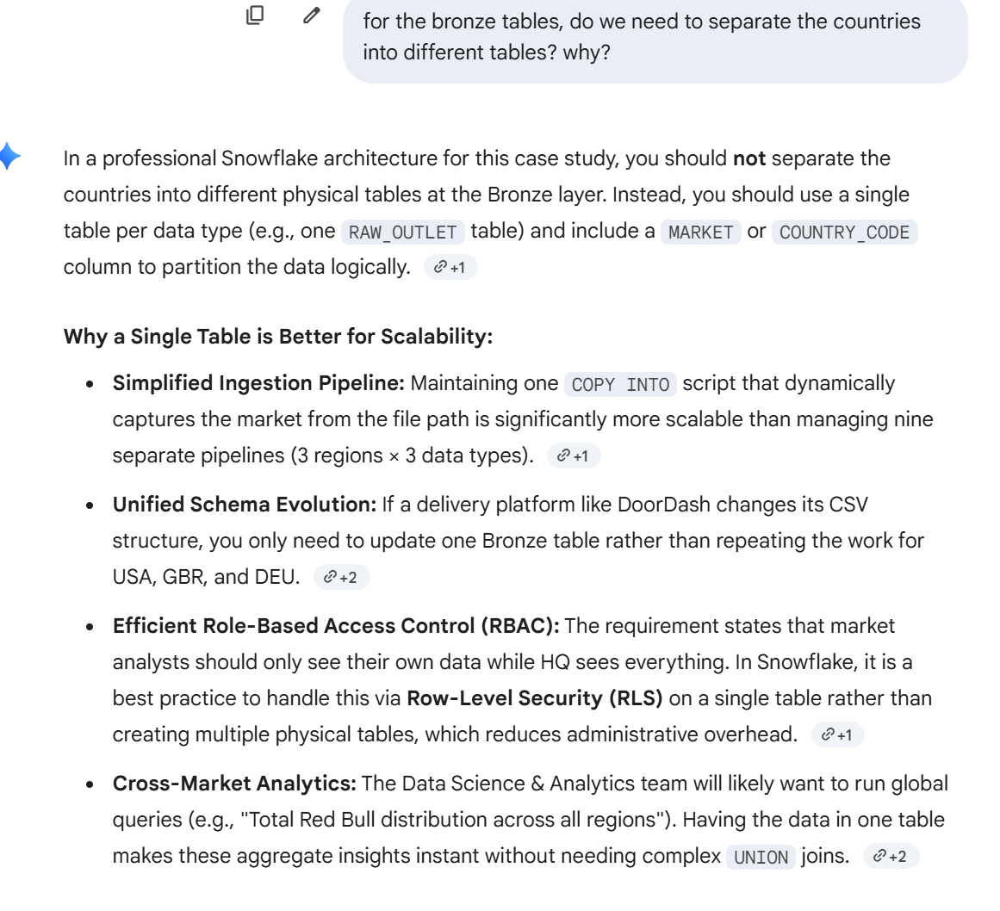 for the bronze tables, do we need to separate the countries
into different tables? why?
In a professional Snowflake architecture for this case study, you should not separate the
countries into different physical tables at the Bronze layer. Instead, you should use a single
table per data type (e.g., one RAW_OUTLET table) and include a MARKET or COUNTRY_CODE
column to partition the data logically. +1
Why a Single Table is Better for Scalability:
• Simplified Ingestion Pipeline: Maintaining one COPY INTO script that dynamically
captures the market from the file path is significantly more scalable than managing nine
separate pipelines (3 regions × 3 data types). +1
• Unified Schema Evolution: If a delivery platform like DoorDash changes its CSV
structure, you only need to update one Bronze table rather than repeating the work for
USA, GBR, and DEU. +2
• Efficient Role-Based Access Control (RBAC): The requirement states that market
analysts should only see their own data while HQ sees everything. In Snowflake, it is a
best practice to handle this via Row-Level Security (RLS) on a single table rather than
creating multiple physical tables, which reduces administrative overhead. +1
• Cross-Market Analytics: The Data Science & Analytics team will likely want to run global
queries (e.g., "Total Red Bull distribution across all regions"). Having the data in one table
makes these aggregate insights instant without needing complex UNION joins. +2